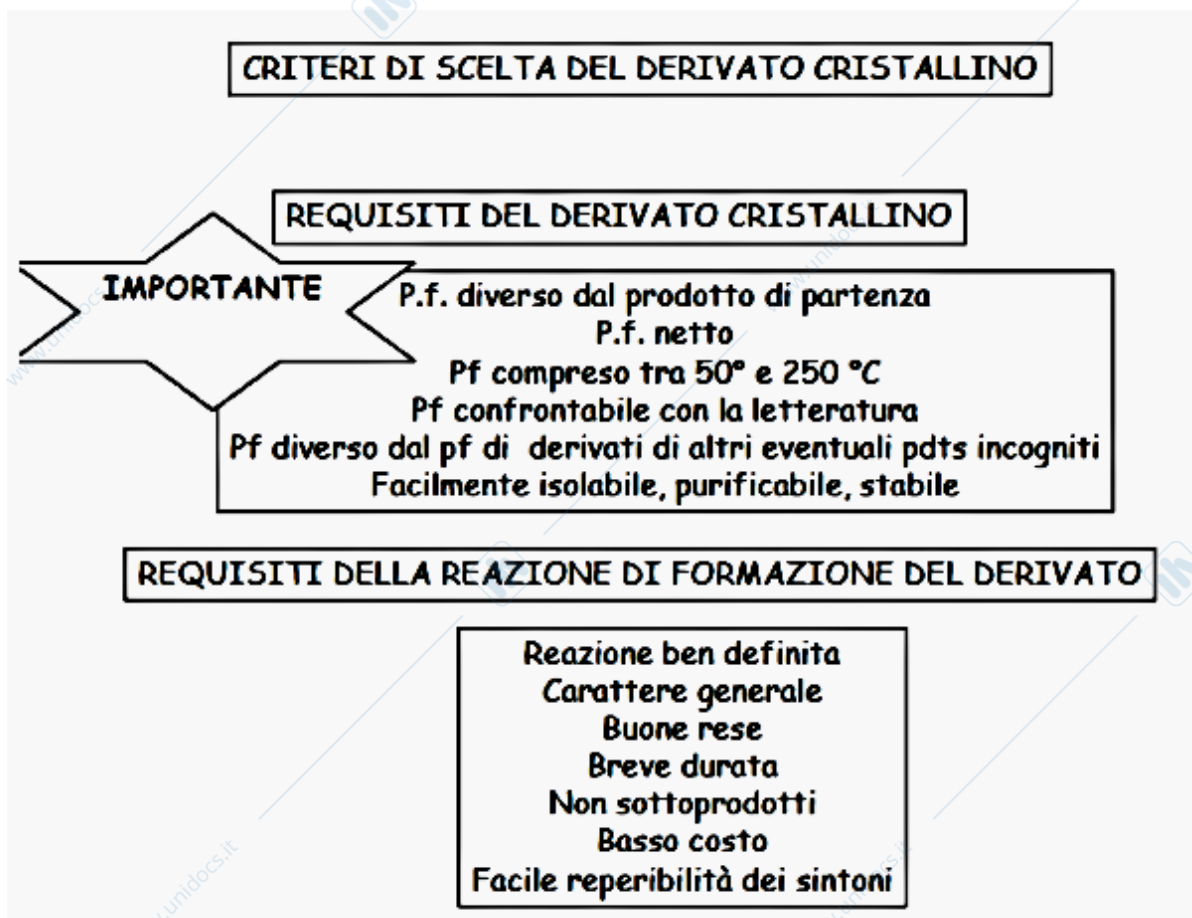 CRITERI DI SCELTA DEL DERIVATO CRISTALLINO
REQUISITI DEL DERIVATO CRISTALLINO
IMPORTANTE
P.f. diverso dal prodotto di partenza
P.f. netto
Pf compreso tra 50° e 250 °C
Pf confrontabile con la letteratura
Pf diverso dal pf di derivati di altri eventuali pdts incogniti
Facilmente isolabile, purificabile, stabile
REQUISITI DELLA REAZIONE DI FORMAZIONE DEL DERIVATO
Reazione ben definita
Carattere generale
Buone rese
Breve durata
Non sottoprodotti
Basso costo
Facile reperibilità dei sintoni
www.unidocs.it